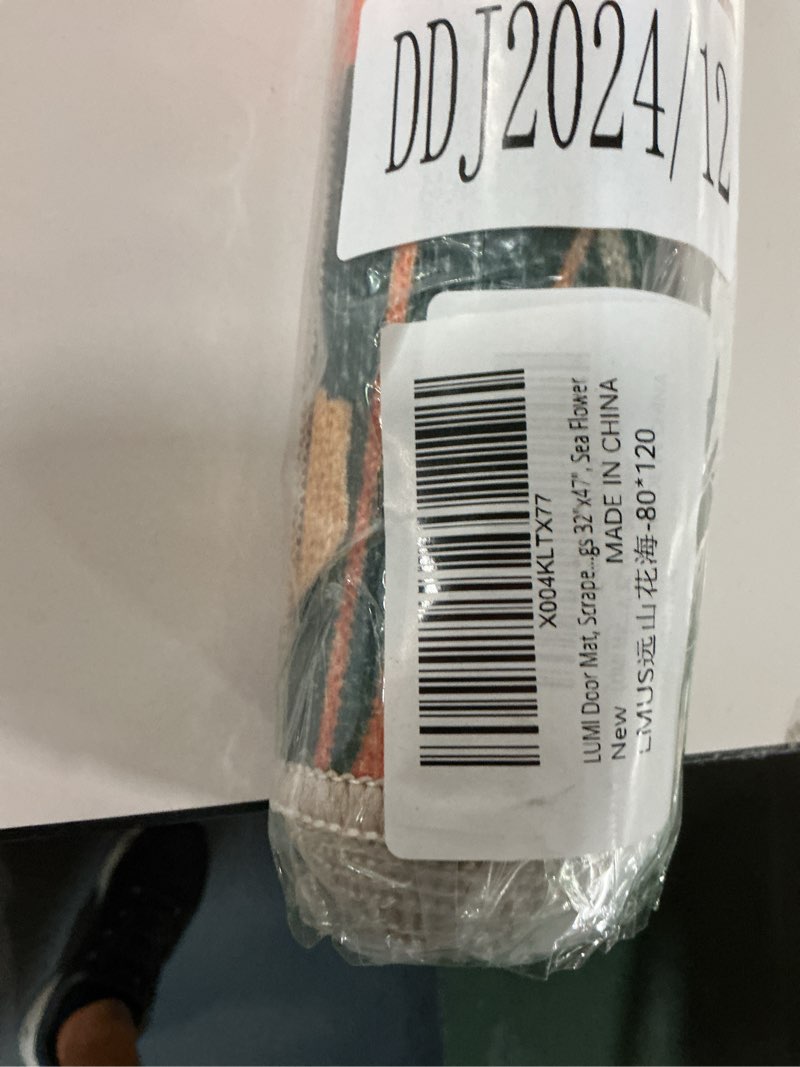 DDJ2024/12
X004KLTX77
LUMI Door Mat, Scrape...gs 32"x47", Sea Flower
New MADE IN CHINA
LMUS远山花海-80*120